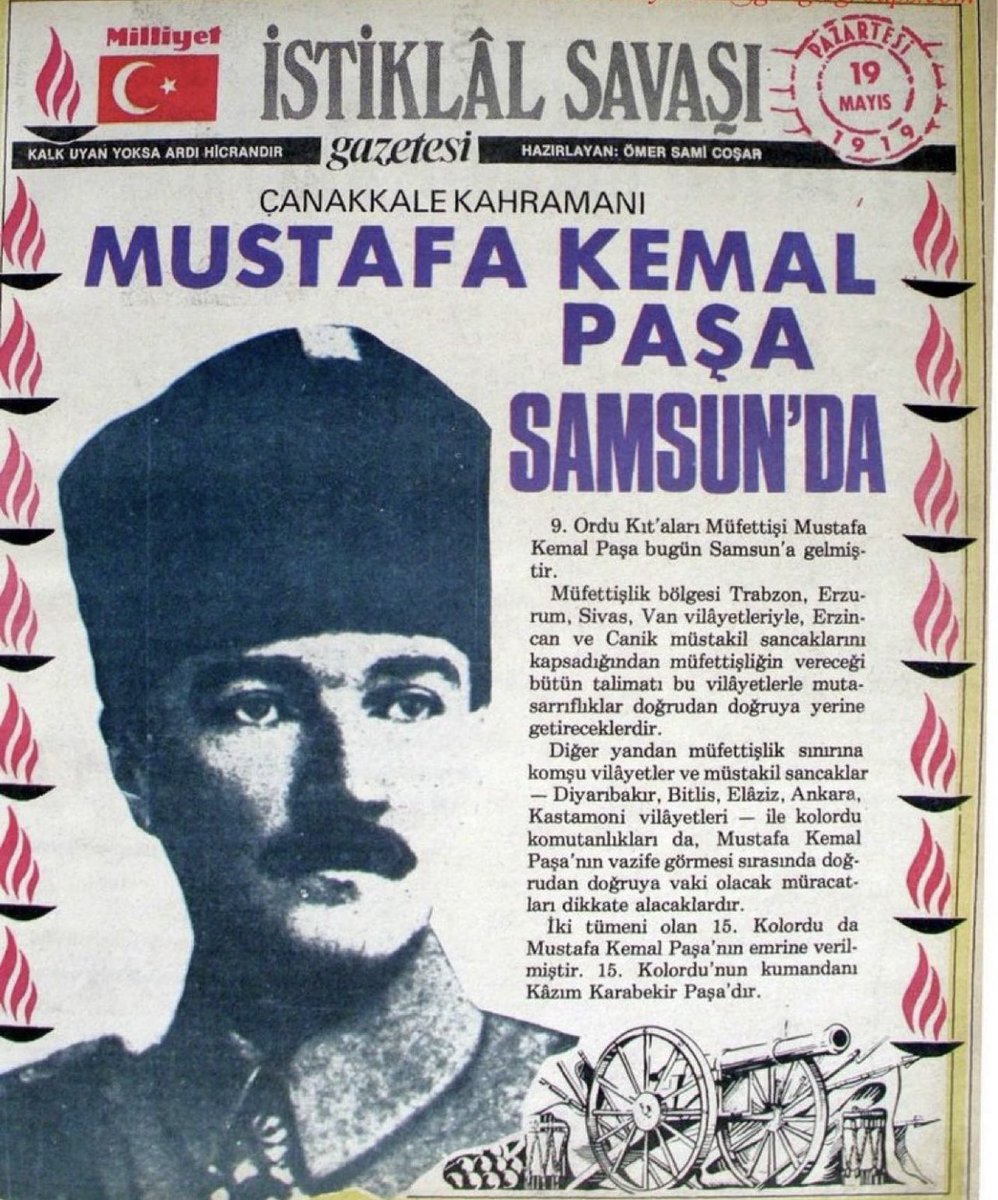 Milliyet
İSTİKLÂL SAVAŞI
gazetesi
PAZARTESİ
19
MAYIS
1919
KALK UYAN YOKSA ARDI HİCRANDIR
HAZIRLAYAN: ÖMER SAMİ COŞAR
ÇANAKKALE KAHRAMANI
MUSTAFA KEMAL
PAŞA
SAMSUN'DA
9. Ordu Kıt'aları Müfettişi Mustafa
Kemal Paşa bugün Samsun'a gelmiş-
tir.
Müfettişlik bölgesi Trabzon, Erzu-
rum, Sivas, Van vilâyetleriyle, Erzin-
can ve Canik müstakil sancaklarını
kapsadığından müfettişliğin vereceği
bütün talimatı bu vilâyetlerle muta-
sarrıflıklar doğrudan doğruya yerine
getireceklerdir.
Diğer yandan müfettişlik sınırına
komşu vilâyetler ve müstakil sancaklar
— Diyarıbakır, Bitlis, Elâziz, Ankara,
Kastamoni vilâyetleri — ile kolordu
komutanlıkları da, Mustafa Kemal
Paşa'nın vazife görmesi sırasında doğ-
rudan doğruya vaki olacak müracat-
ları dikkate alacaklardır.
İki tümeni olan 15. Kolordu da
Mustafa Kemal Paşa'nın emrine veril-
miştir. 15. Kolordu'nun kumandanı
Kâzım Karabekir Paşa'dır.